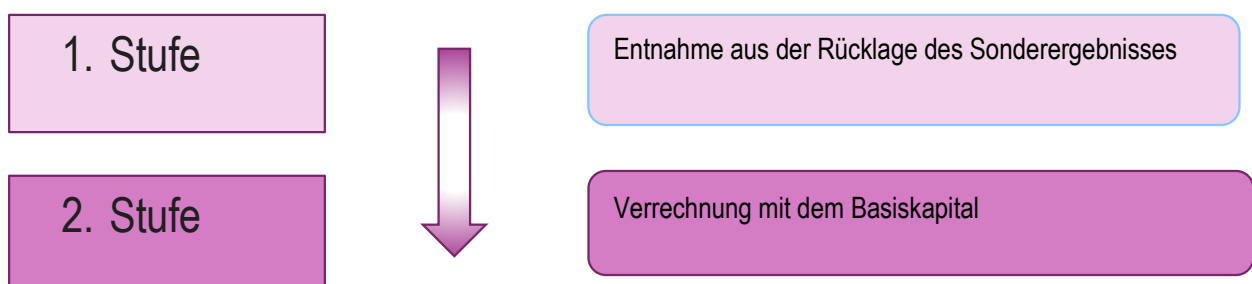 1. Stufe
Entnahme aus der Rücklage des Sonderergebnisses
2. Stufe
Verrechnung mit dem Basiskapital